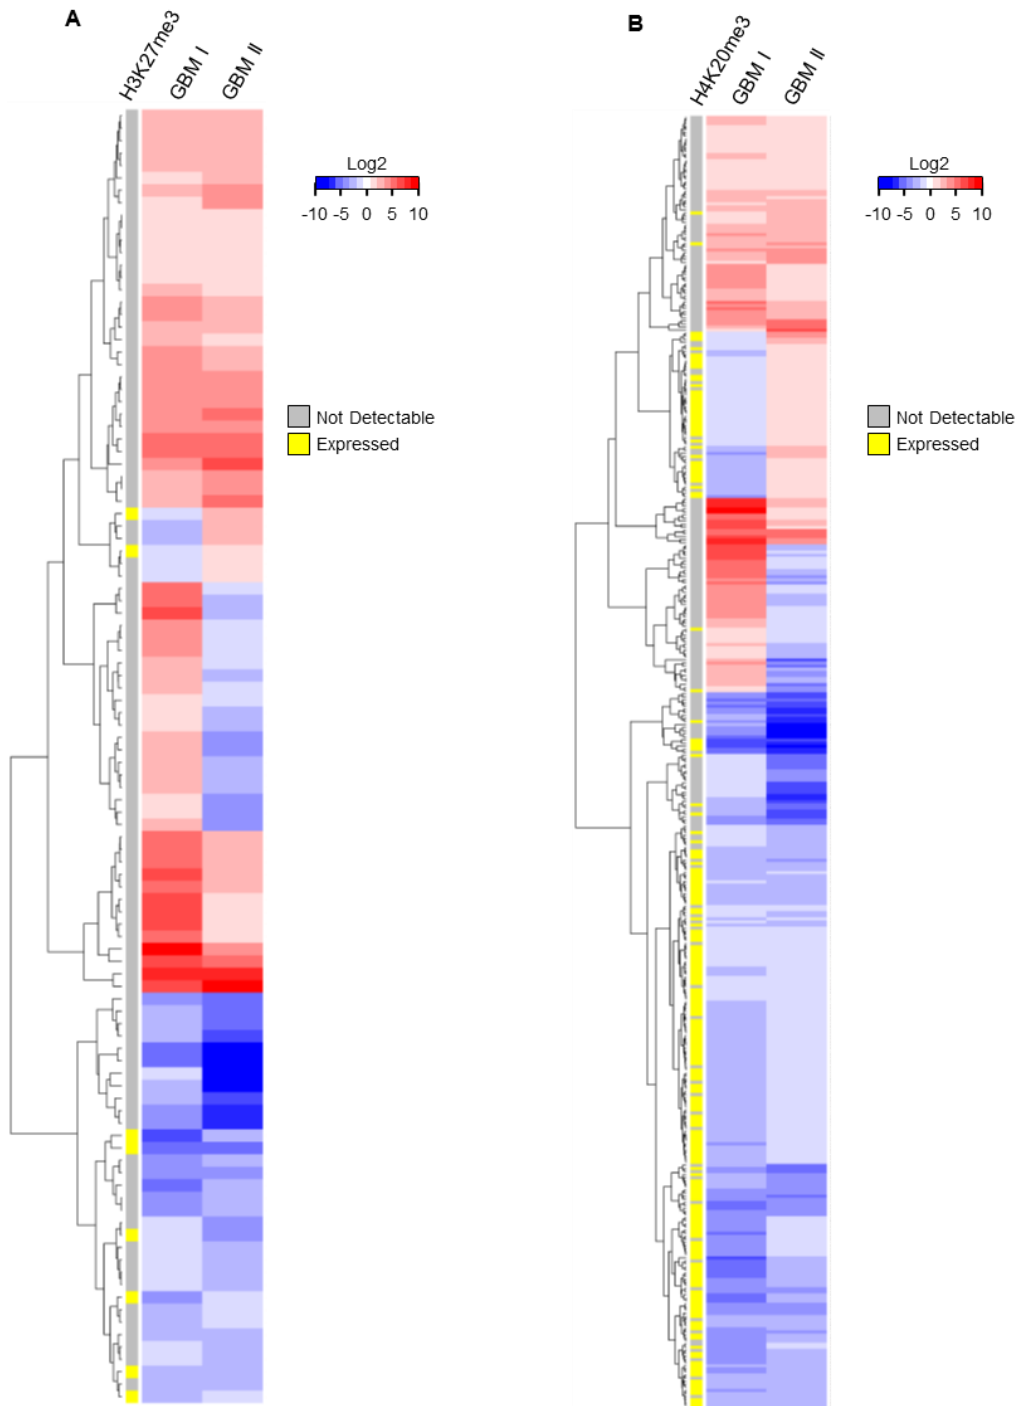 A
H3K27me3
GBM I
GBM II
Log2
-10 -5 0 5 10
Not Detectable
Expressed
B
H4K20me3
GBM I
GBM II
Log2
-10 -5 0 5 10
Not Detectable
Expressed